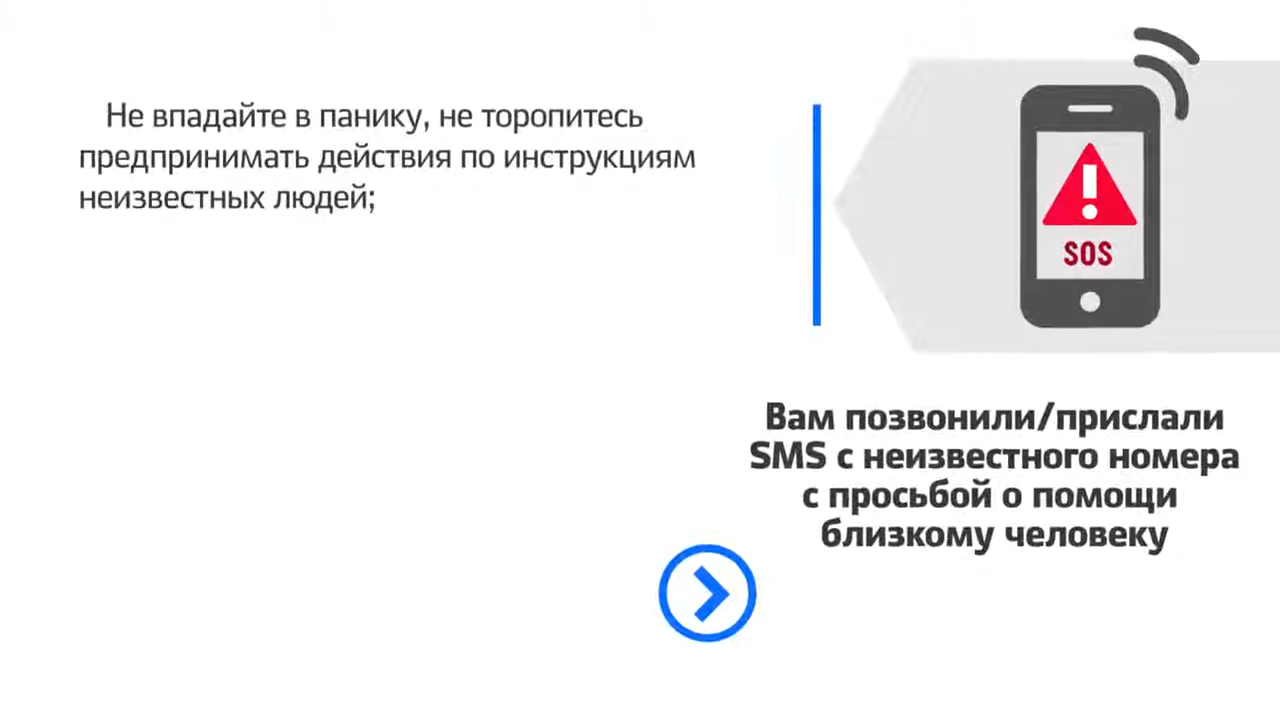 Не впадайте в панику, не торопитесь
предпринимать действия по инструкциям
неизвестных людей;
SOS
Вам позвонили/прислали
SMS с неизвестного номера
с просьбой о помощи
близкому человеку